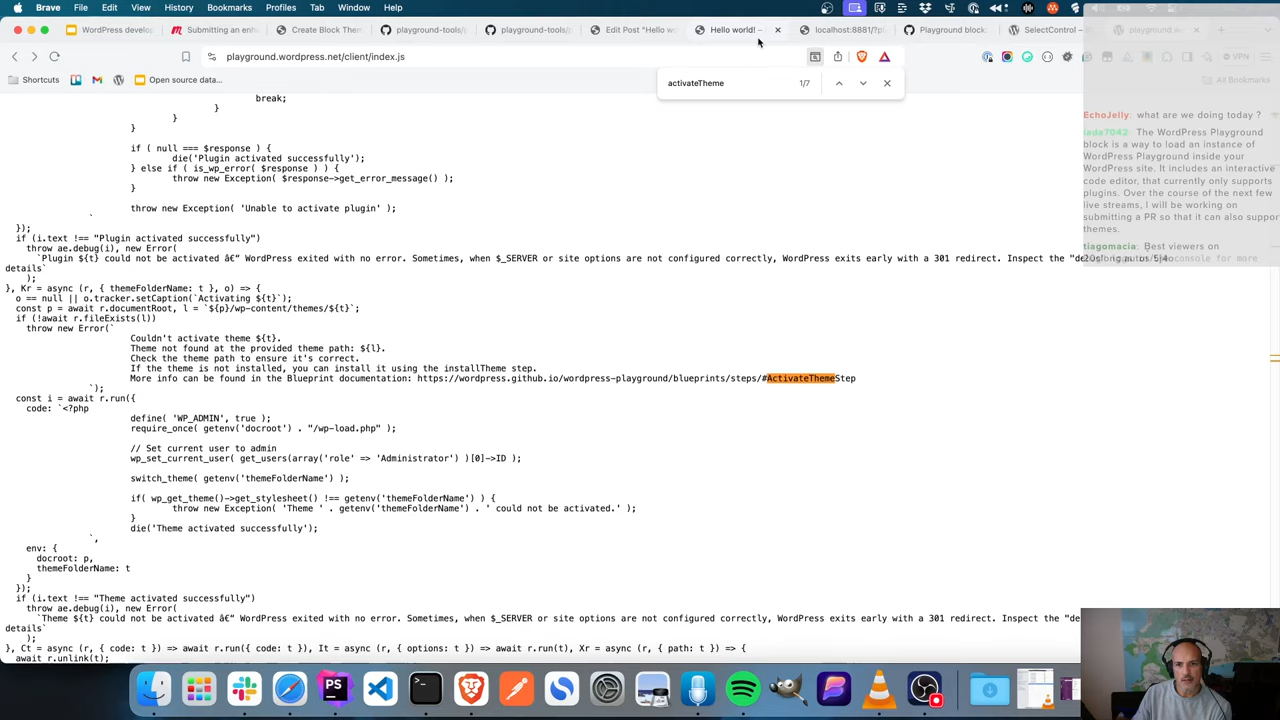 Brave File Edit View History Bookmarks Profiles Tab Window Help
WordPress develop Submitting an enh Create Block Them playground-tools/p playground-tools/p Edit Post "Hello wo Hello world! – localhost:8881/?pl Playground block: SelectControl – playground.w
playground.wordpress.net/client/index.js
VPN
Shortcuts Open source data...
All Bookmarks
activateTheme 1/7
break;
}
}
}
if ( null === $response ) {
die('Plugin activated successfully');
} else if ( is_wp_error( $response ) ) {
throw new Exception( $response->get_error_message() );
}
throw new Exception( 'Unable to activate plugin' );
`
});
if (i.text !== "Plugin activated successfully")
throw ae.debug(i), new Error(
`Plugin ${t} could not be activated â€" WordPress exited with no error. Sometimes, when $_SERVER or site options are not configured correctly, WordPress exits early with a 301 redirect. Inspect the "debug" logs in the console for more
details`
);
}, Kr = async (r, { themeFolderName: t }, o) => {
o == null || o.tracker.setCaption(`Activating ${t}`);
const p = await r.documentRoot, l = `${p}/wp-content/themes/${t}`;
if (!await r.fileExists(l))
throw new Error(`
Couldn't activate theme ${t}.
Theme not found at the provided theme path: ${l}.
Check the theme path to ensure it's correct.
If the theme is not installed, you can install it using the installTheme step.
More info can be found in the Blueprint documentation: https://wordpress.github.io/wordpress-playground/blueprints/steps/#ActivateThemeStep
`);
const i = await r.run({
code: `<?php
define( 'WP_ADMIN', true );
require_once( getenv('docroot') . "/wp-load.php" );
// Set current user to admin
wp_set_current_user( get_users(array('role' => 'Administrator') )[0]->ID );
switch_theme( getenv('themeFolderName') );
if( wp_get_theme()->get_stylesheet() !== getenv('themeFolderName') ) {
throw new Exception( 'Theme ' . getenv('themeFolderName') . ' could not be activated.' );
}
die('Theme activated successfully');
`,
env: {
docroot: p,
themeFolderName: t
}
});
if (i.text !== "Theme activated successfully")
throw ae.debug(i), new Error(
`Theme ${t} could not be activated â€" WordPress exited with no error. Sometimes, when $_SERVER or site options are not configured correctly, WordPress exits early with a 301 redirect. Inspect the "de
details`
);
}, Ct = async (r, { code: t }) => await r.run({ code: t }), It = async (r, { options: t }) => await r.run(t), Xr = async (r, { path: t }) => {
await r.unlink(t);
EchoJelly: what are we doing today ?
lada7042: The WordPress Playground
block is a way to load an instance of
WordPress Playground inside your
WordPress site. It includes an interactive
code editor, that currently only supports
plugins. Over the course of the next few
live streams, I will be working on
submitting a PR so that it can also support
themes.
tiagomacia: Best viewers on
PS